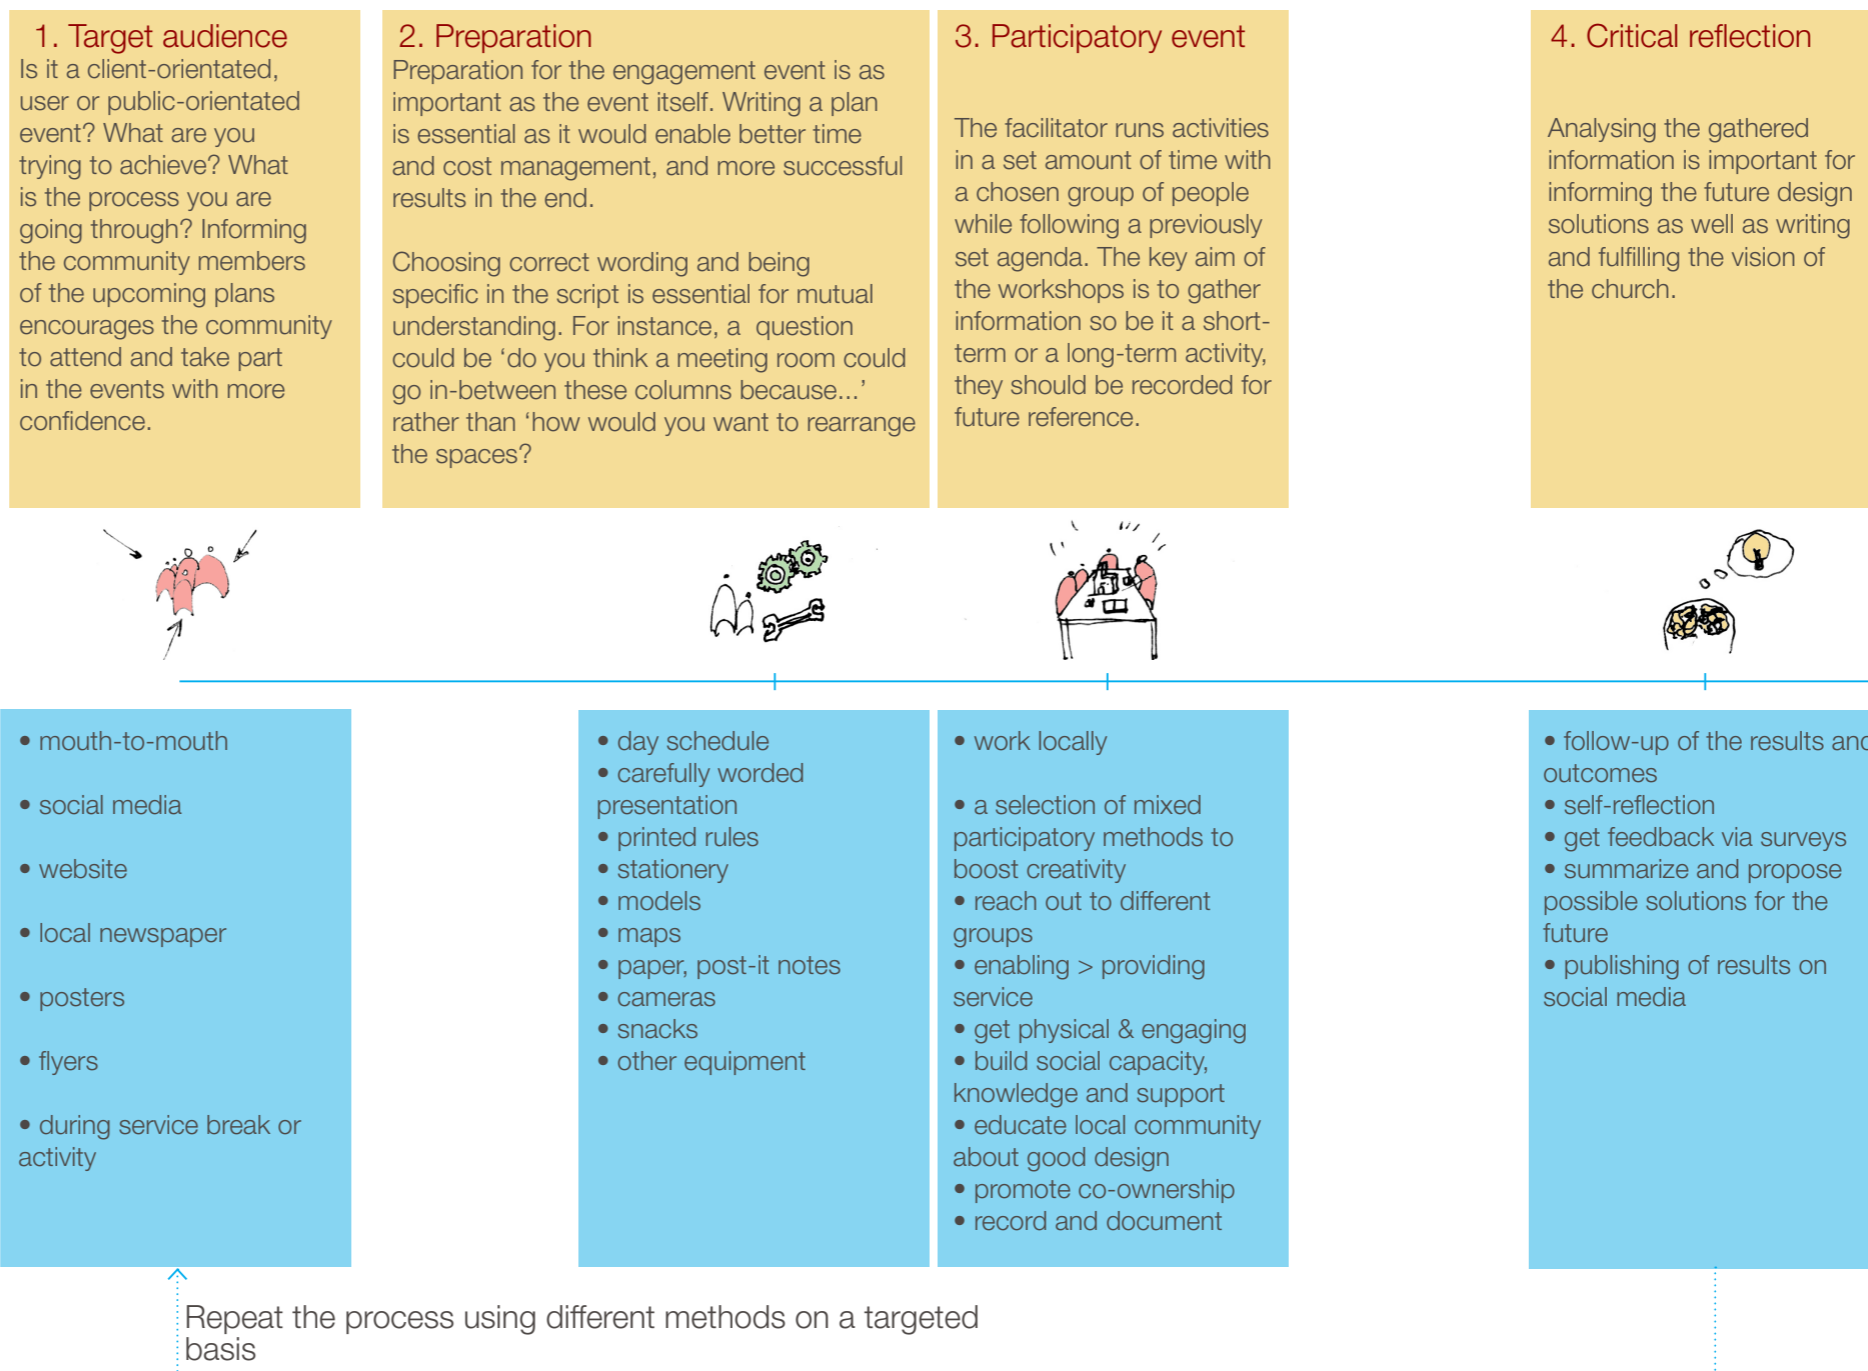 1. Target audience
Is it a client-orientated,
user or public-orientated
event? What are you
trying to achieve? What
is the process you are
going through? Informing
the community members
of the upcoming plans
encourages the community
to attend and take part
in the events with more
confidence.
2. Preparation
Preparation for the engagement event is as
important as the event itself. Writing a plan
is essential as it would enable better time
and cost management, and more successful
results in the end.
Choosing correct wording and being
specific in the script is essential for mutual
understanding. For instance, a  question
could be ‘do you think a meeting room could
go in-between these columns because...’
rather than ‘how would you want to rearrange
the spaces?
3. Participatory event
The facilitator runs activities
in a set amount of time with
a chosen group of people
while following a previously
set agenda. The key aim of
the workshops is to gather
information so be it a short-
term or a long-term activity,
they should be recorded for
future reference.
4. Critical reflection
Analysing the gathered
information is important for
informing the future design
solutions as well as writing
and fulfilling the vision of
the church.
• mouth-to-mouth
• social media
• website
• local newspaper
• posters
• flyers
• during service break or
activity
• day schedule
• carefully worded
presentation
• printed rules
• stationery
• models
• maps
• paper, post-it notes
• cameras
• snacks
• other equipment
• work locally
• a selection of mixed
participatory methods to
boost creativity
• reach out to different
groups
• enabling > providing
service
• get physical & engaging
• build social capacity,
knowledge and support
• educate local community
about good design
• promote co-ownership
• record and document
• follow-up of the results and
outcomes
• self-reflection
• get feedback via surveys
• summarize and propose
possible solutions for the
future
• publishing of results on
social media
Repeat the process using different methods on a targeted
basis